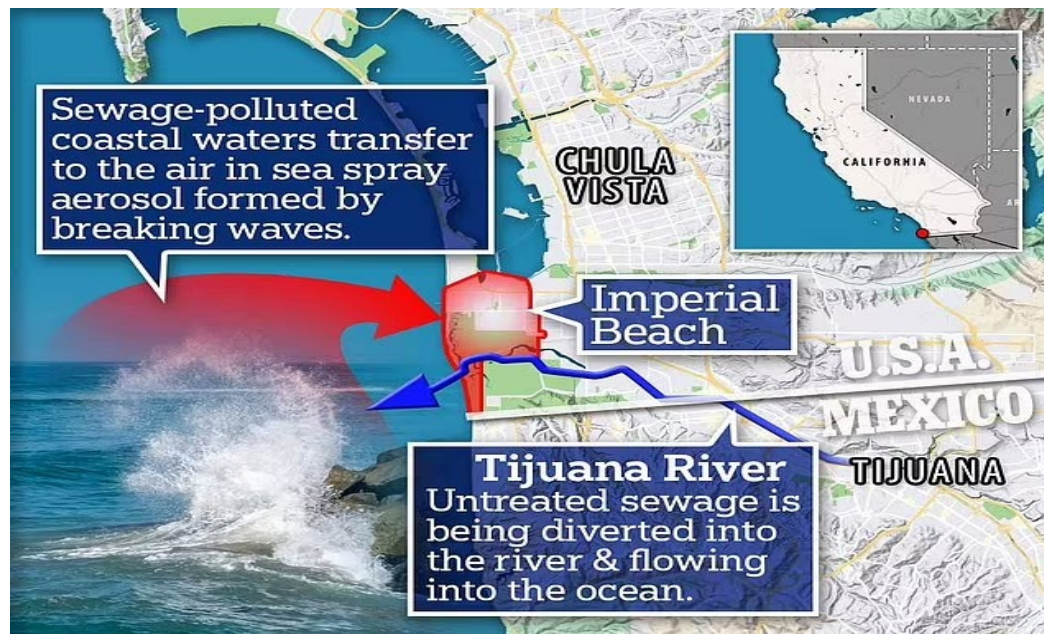 Sewage-polluted
coastal waters transfer
to the air in sea spray
aerosol formed by
breaking waves.
CHULA
VISTA
NEVADA
CALIFORNIA
AR
Imperial
Beach
U.S.A.
MEXICO
TIJUANA
Tijuana River
Untreated sewage is
being diverted into
the river & flowing
into the ocean.